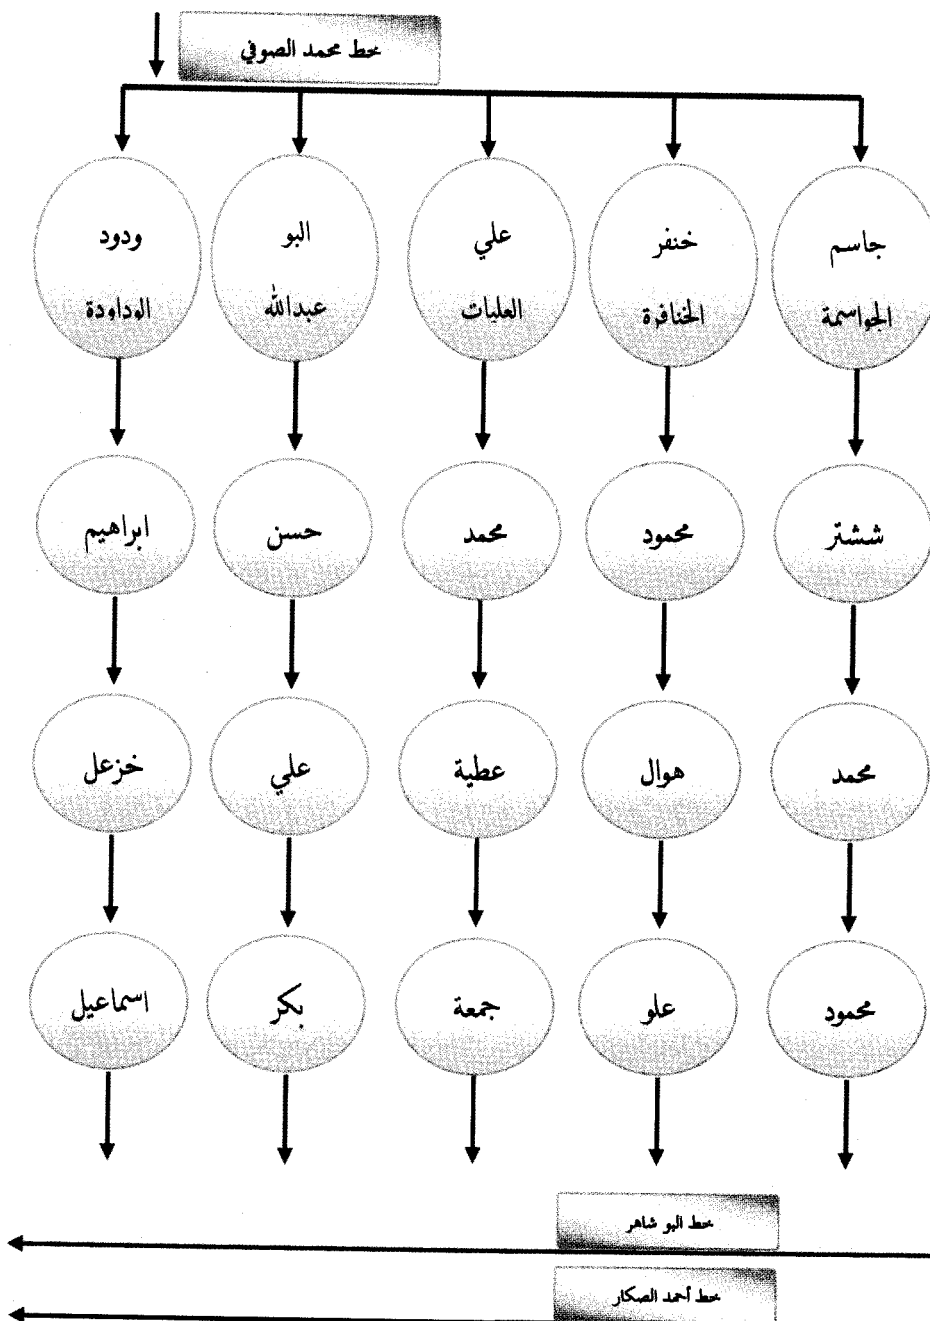 خط محمد الصوفي
جاسم
الجواسمة
خنفر
الخنافرة
علي
العليات
البو
عبدالله
ودود
الوداودة
ششتر
محمود
محمد
حسن
ابراهيم
محمد
هوال
عطية
علي
خزعل
محمود
علو
جمعة
بكر
اسماعيل
خط البو شاهر
خط أحمد الصكار